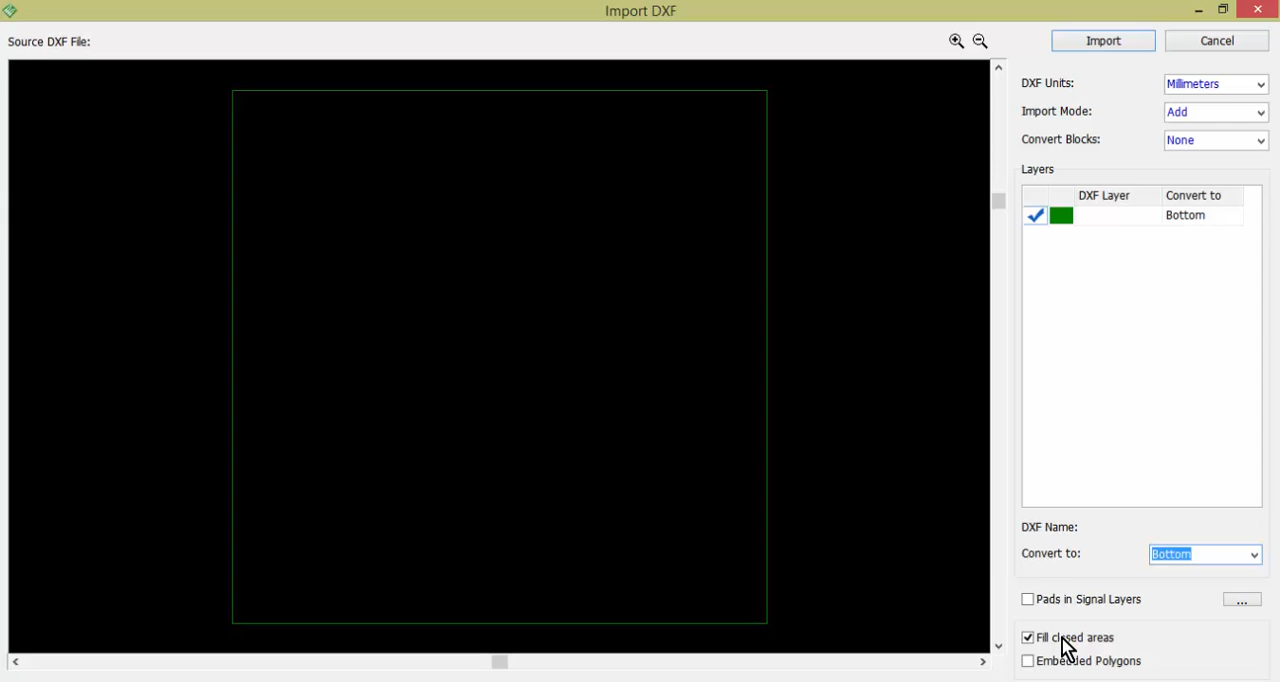 Import DXF
Source DXF File:
Import Cancel
DXF Units: Millimeters
Import Mode: Add
Convert Blocks: None
Layers
DXF Layer Convert to
Bottom
DXF Name:
Convert to: Bottom
Pads in Signal Layers ...
Fill closed areas
Embedded Polygons